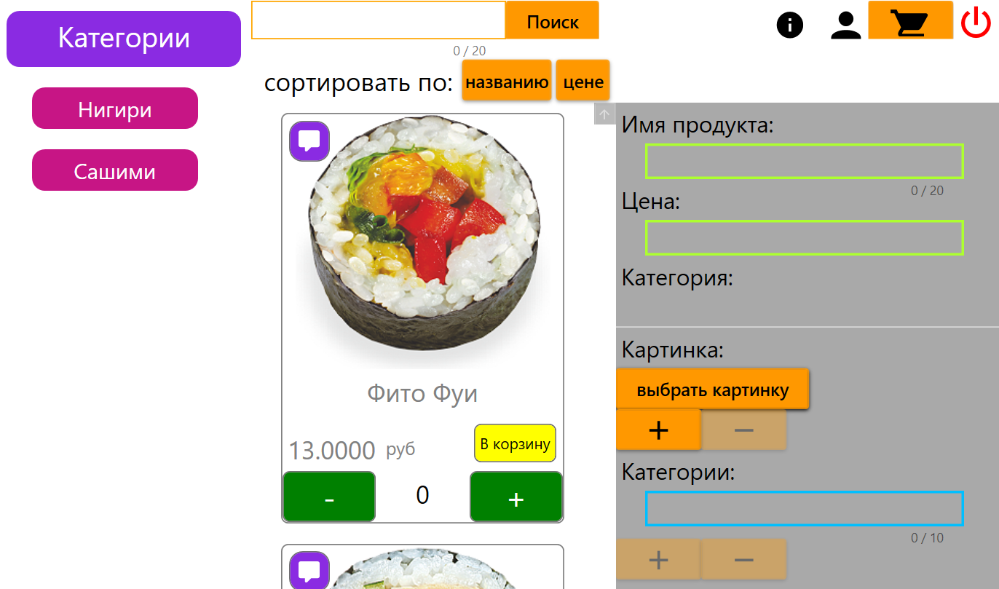 Категории
Нигири
Сашими
Поиск
0 / 20
сортировать по: названию цене
Фито Фуи
13.0000 руб
В корзину
- 0 +
Имя продукта:
0 / 20
Цена:
Категория:
Картинка:
выбрать картинку
+ −
Категории:
0 / 10
+ −